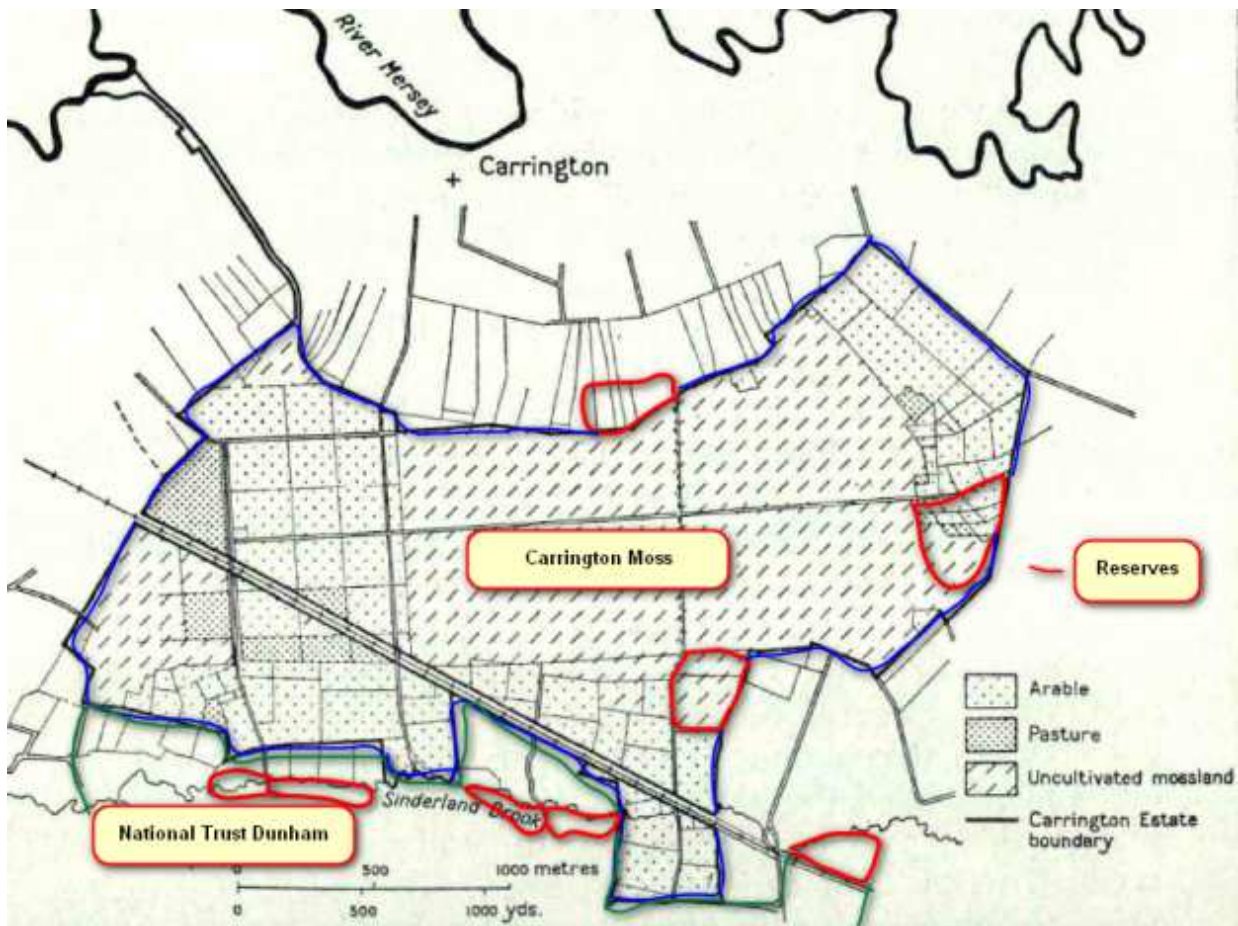 River Mersey
Carrington
Carrington Moss
Reserves
Arable
Pasture
Uncultivated mossland
Carrington Estate
boundary
Sinderland Brook
National Trust Dunham
0 500 1000 metres
0 500 1000 yds.